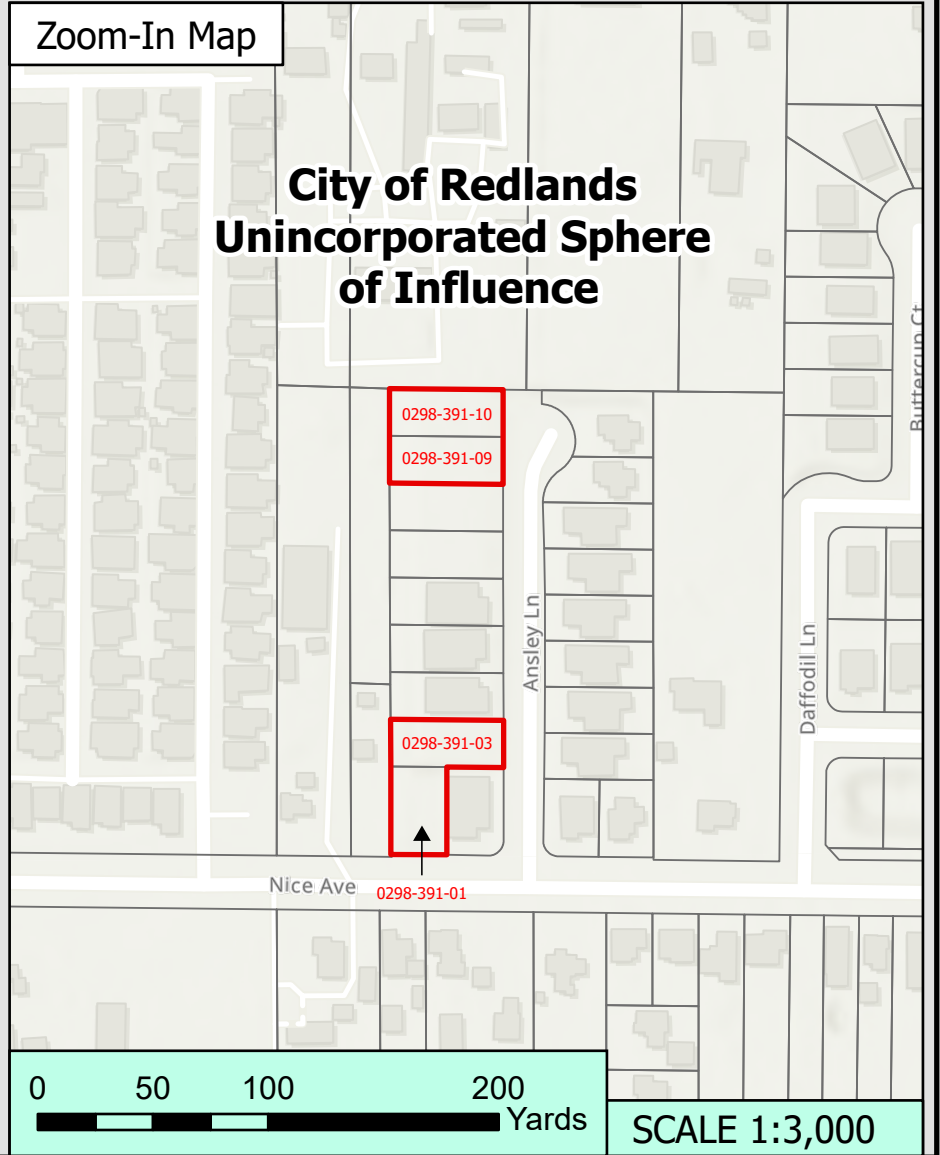 Zoom-In Map
City of Redlands
Unincorporated Sphere
of Influence
Buttercup Ct
0298-391-10
0298-391-09
Ansley Ln
Daffodil Ln
0298-391-03
Nice Ave
0298-391-01
0 50 100 200
Yards
SCALE 1:3,000